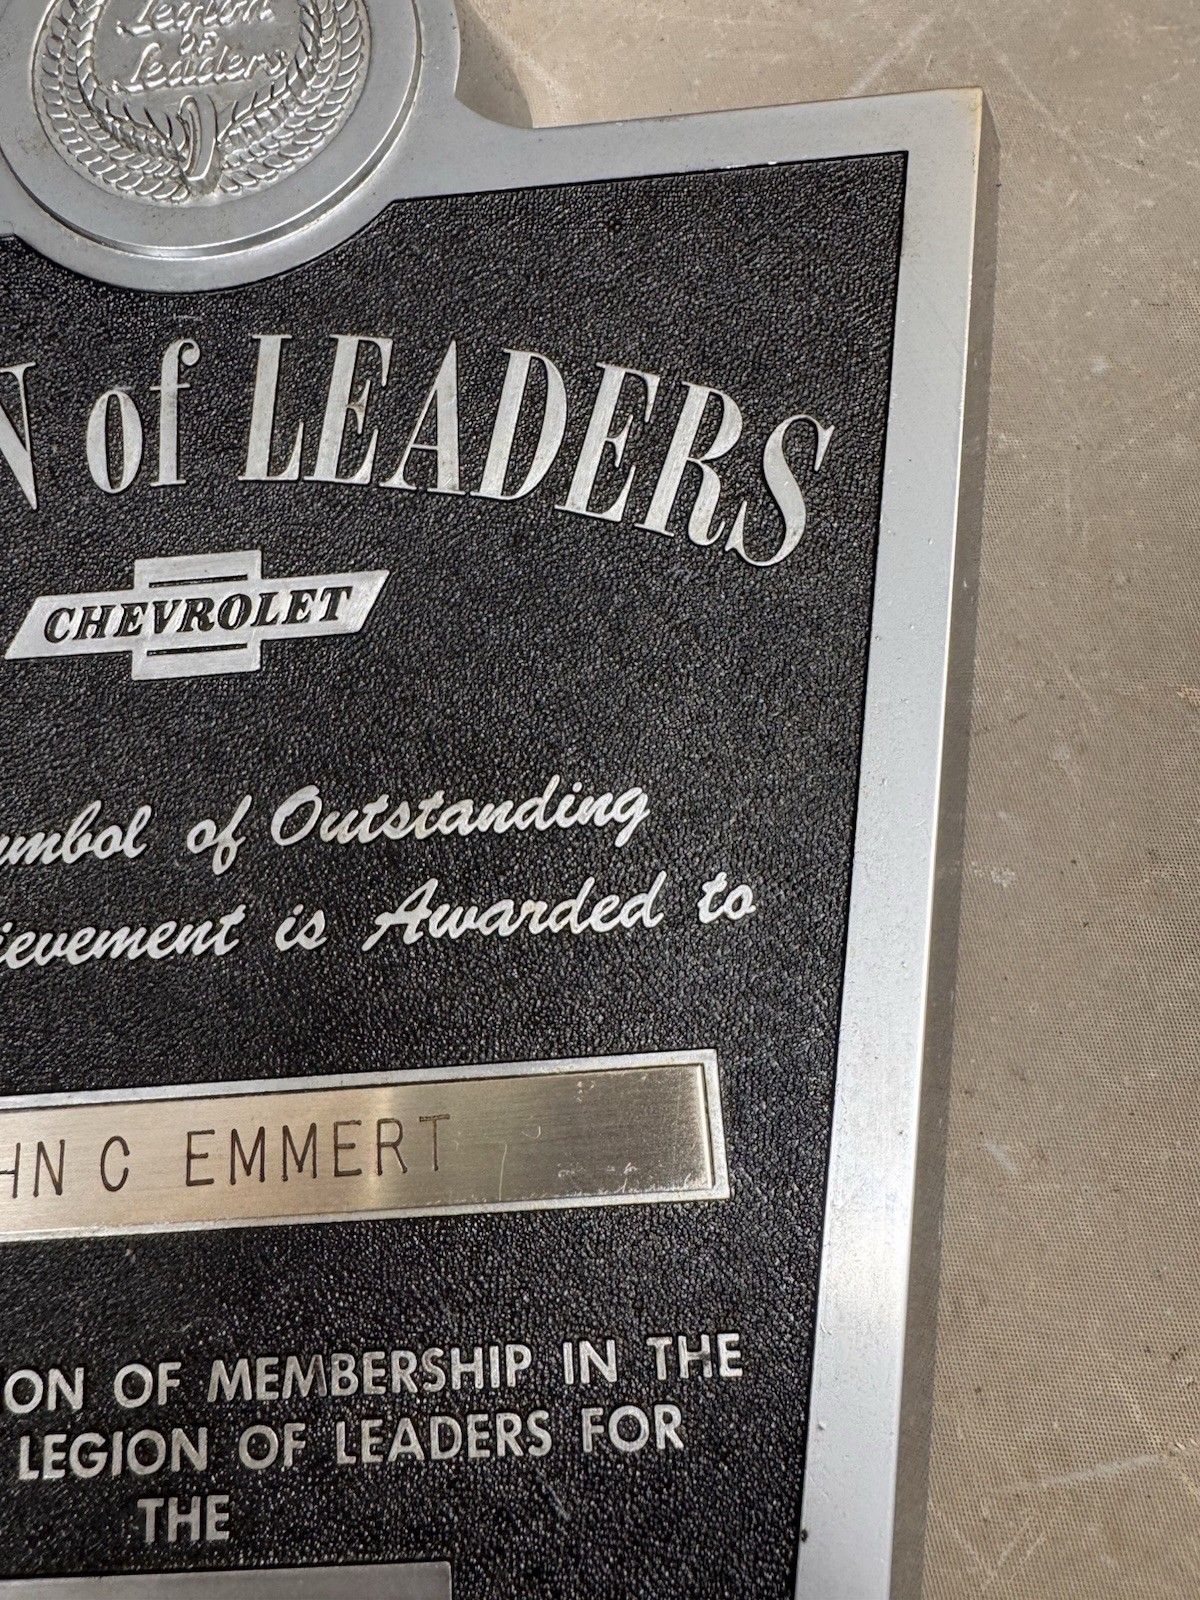 Legion
of
Leaders
N of LEADERS
CHEVROLET
umbol of Outstanding
ievement is Awarded to
HN C EMMERT
ON OF MEMBERSHIP IN THE
LEGION OF LEADERS FOR
THE